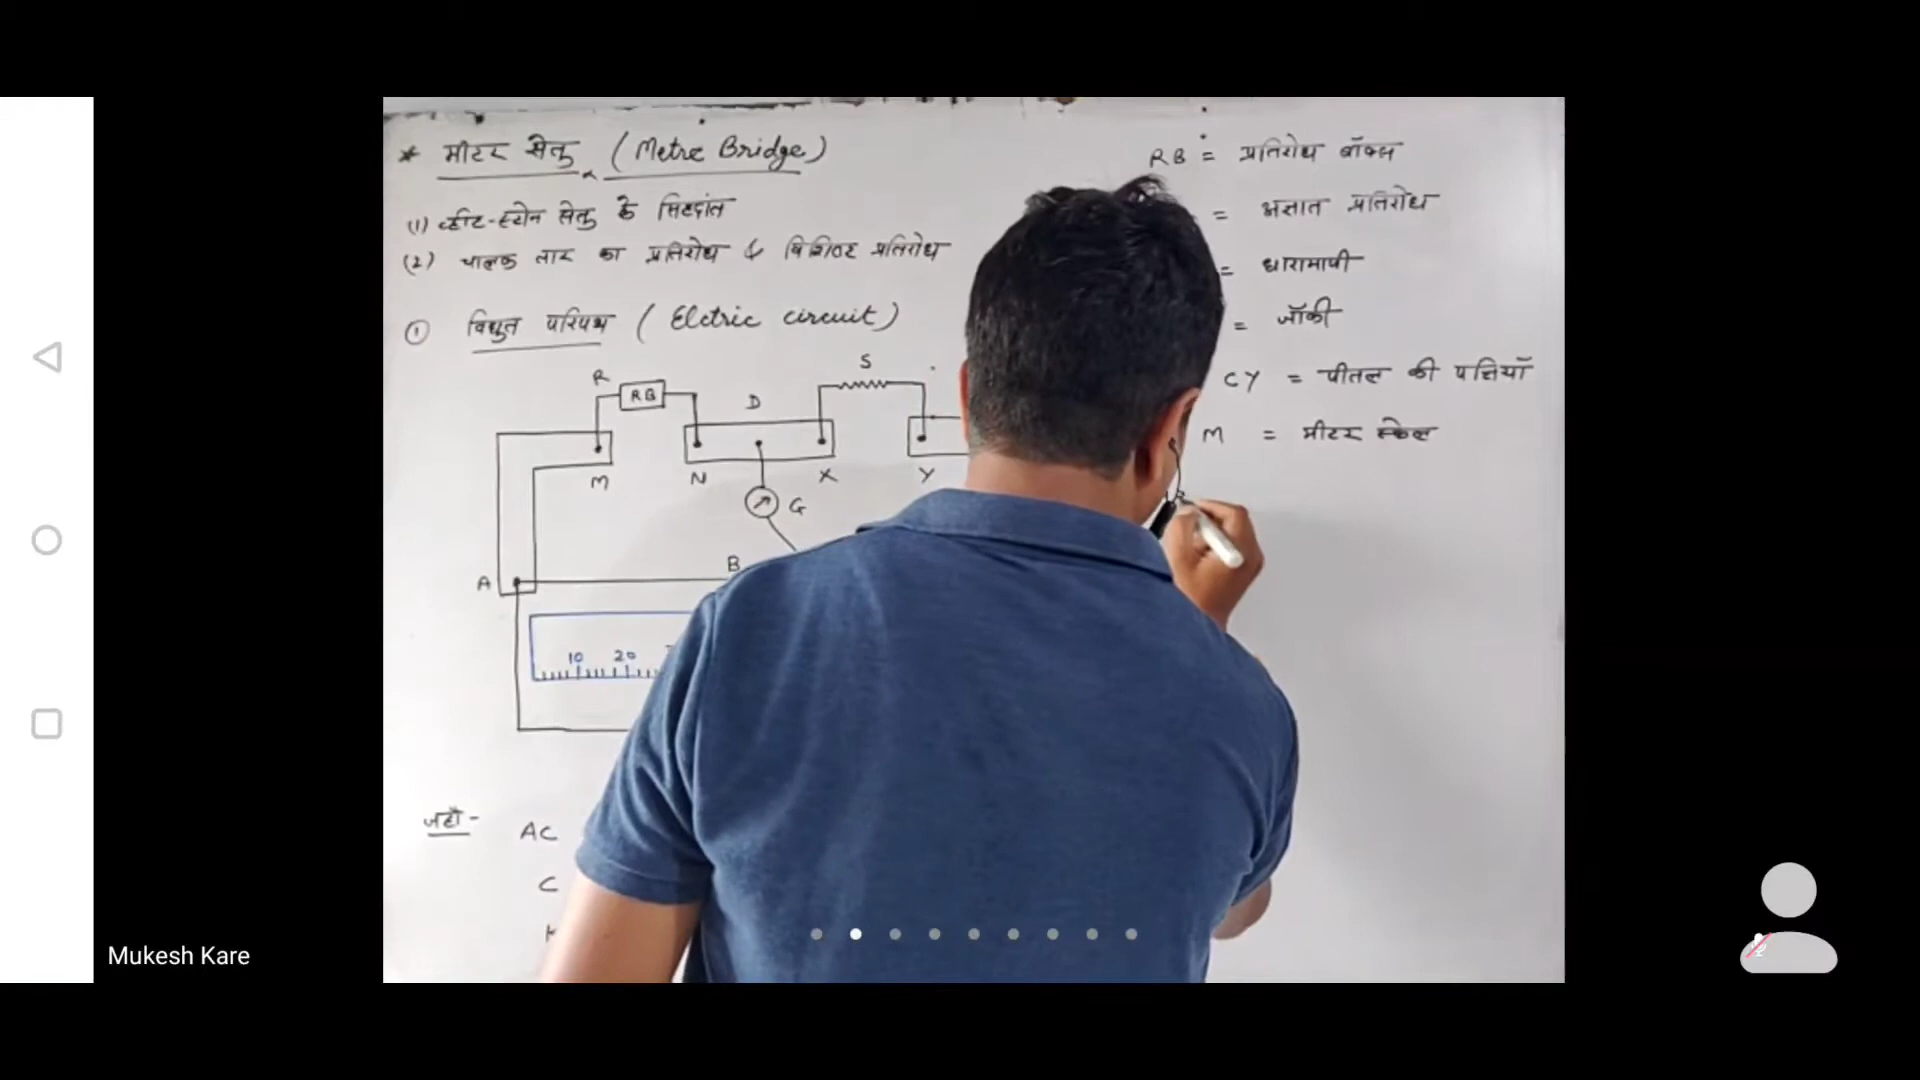 * मीटर सेतु (Metre Bridge)
(1) व्हीट-स्टोन सेतु के सिद्धांत
(2) चालक तार का प्रतिरोध & विशिष्ट प्रतिरोध
① विद्युत परिपथ (Elctric circuit)
R
RB
S
D
M
N
X
Y
G
A
B
10 20
जहाँ -
AC
C
RB = प्रतिरोध बॉक्स
= अज्ञात प्रतिरोध
= धारामापी
= जॉकी
CY = पीतल की पत्तियाँ
M = मीटर स्केल
Mukesh Kare